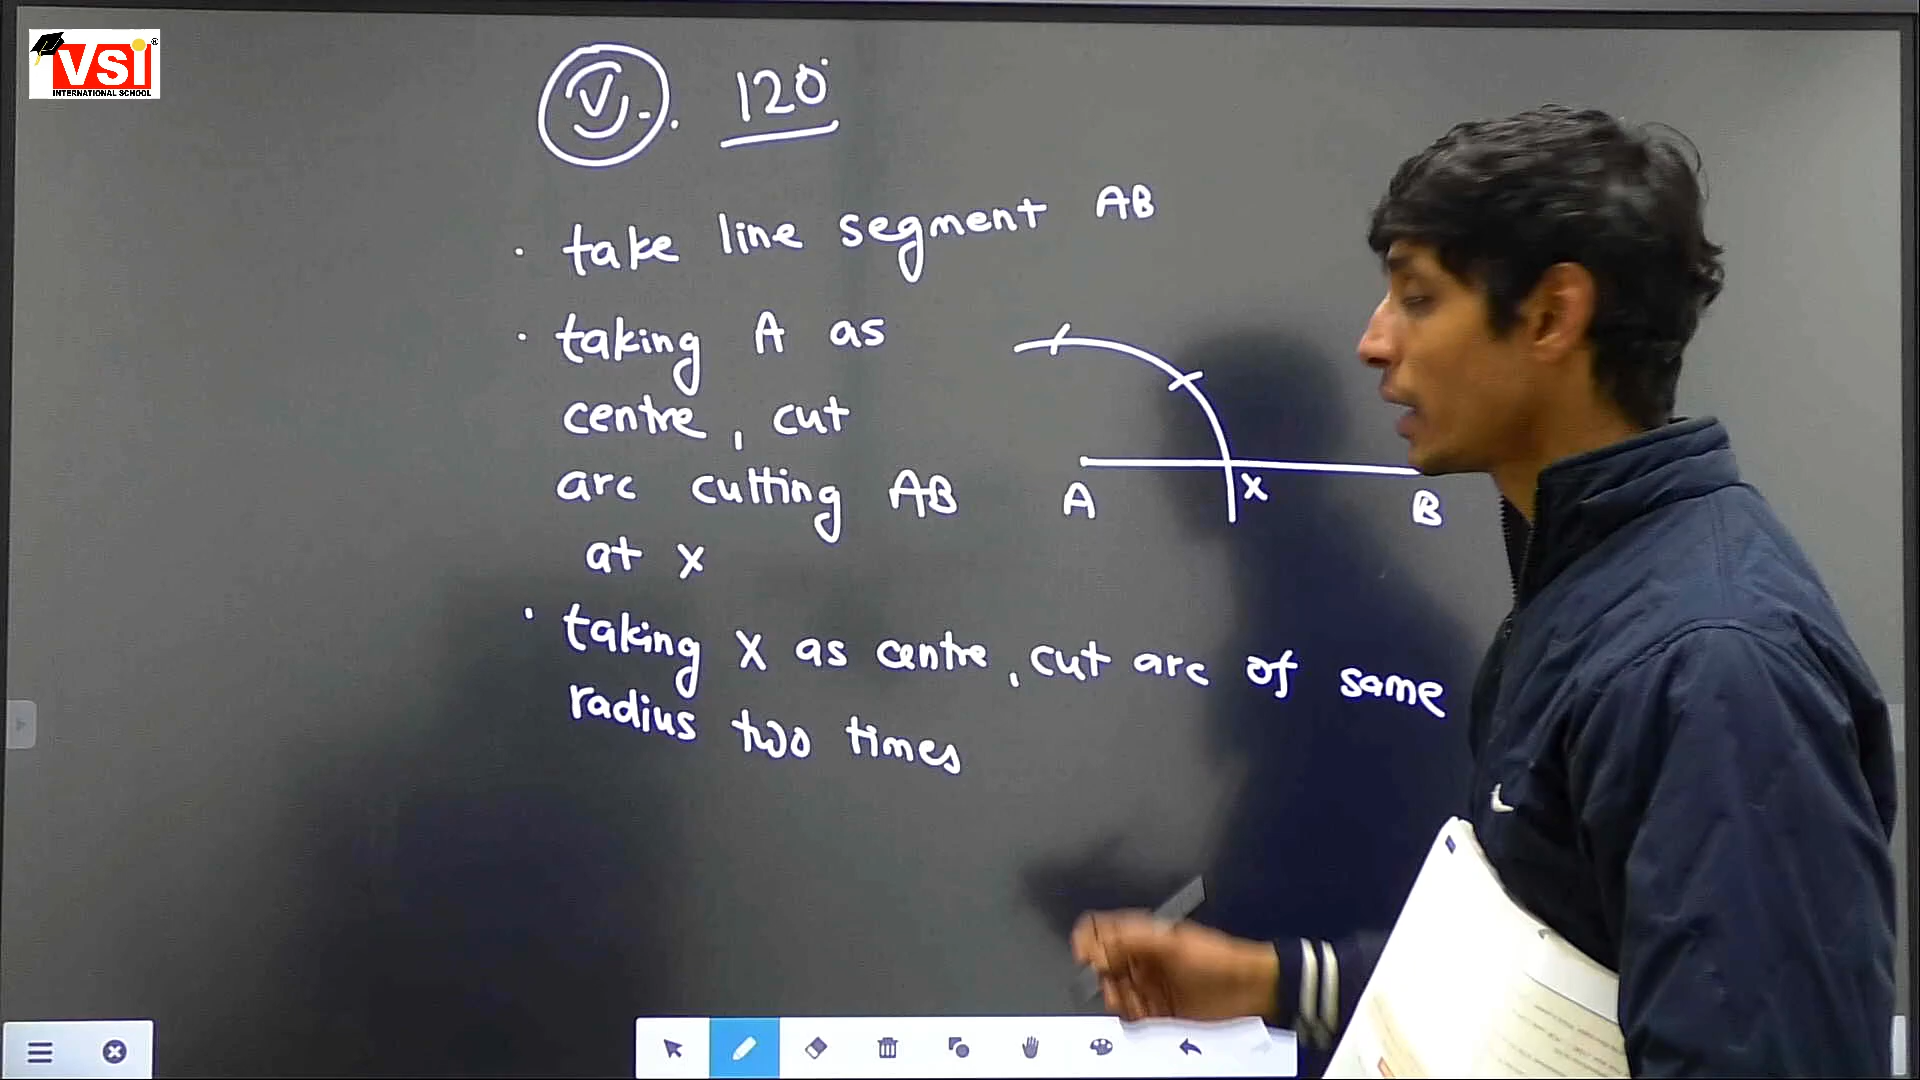 VSI
INTERNATIONAL SCHOOL
V. 120°
· take line segment AB
· taking A as
centre, cut
arc cutting AB
at X
· taking X as centre, cut arc of same
radius two times
A X B